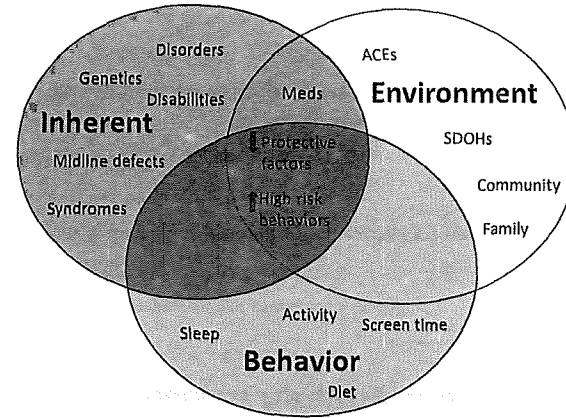 Disorders
Genetics
Disabilities
Inherent
Midline defects
Syndromes
Meds
ACEs
Environment
SDOHs
Community
Family
⬇ Protective
factors
⬆ High risk
behaviors
Sleep
Activity
Screen time
Behavior
Diet